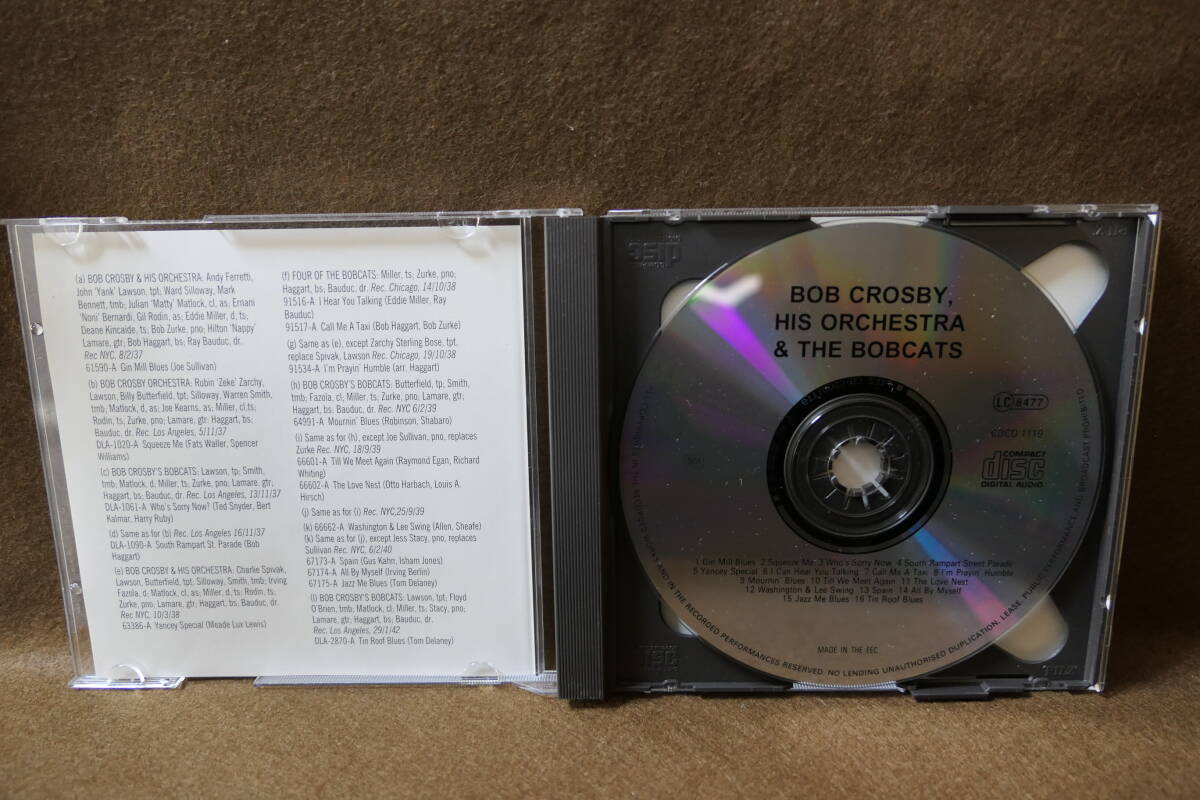 (a) BOB CROSBY & HIS ORCHESTRA: Andy Ferretti,
John 'Yank' Lawson, tpt; Ward Silloway, Mark
Bennett, tmb; Julian 'Matty' Matlock, cl, as; Ernani
'Noni' Bernardi, Gil Rodin, as; Eddie Miller, d, ts;
Deane Kincaide, ts; Bob Zurke, pno; Hilton 'Nappy'
Lamare, gtr; Bob Haggart, bs; Ray Bauduc, dr.
Rec NYC, 8/2/37
61590-A Gin Mill Blues (Joe Sullivan)
(b) BOB CROSBY ORCHESTRA: Rubin 'Zeke' Zarchy,
Lawson, Billy Butterfield, tpt; Silloway, Warren Smith,
tmb; Matlock, d, as; Joe Kearns, as; Miller, cl,ts;
Rodin, ts; Zurke, pno; Lamare, gtr: Haggart, bs;
Bauduc, dr. Rec. Los Angeles, 5/11/37
DLA-1020-A Squeeze Me (Fats Waller, Spencer
Williams)
(c) BOB CROSBY'S BOBCATS: Lawson, tp; Smith,
tmb; Matlock, d; Miller, ts; Zurke, pno; Lamare, gtr;
Haggart, bs; Bauduc, dr. Rec. Los Angeles, 13/11/37
DLA-1061-A Who's Sorry Now? (Ted Snyder, Bert
Kalmar, Harry Ruby)
(d) Same as for (b) Rec. Los Angeles 16/11/37
DLA-1090-A South Rampart St. Parade (Bob
Haggart)
(e) BOB CROSBY & HIS ORCHESTRA: Charlie Spivak,
Lawson, Butterfield, tpt; Silloway, Smith, tmb; Irving
Fazola, d; Matlock, cl, as; Miller, d, ts; Rodin, ts;
Zurke, pno; Lamare, gtr; Haggart, bs; Bauduc, dr.
Rec NYC, 10/3/38
63386-A Yancey Special (Meade Lux Lewis)
(f) FOUR OF THE BOBCATS: Miller, ts; Zurke, pno;
Haggart, bs; Bauduc, dr. Rec. Chicago, 14/10/38
91516-A I Hear You Talking (Eddie Miller, Ray
Bauduc)
91517-A Call Me A Taxi (Bob Haggart, Bob Zurke)
(g) Same as (e), except Zarchy Sterling Bose, tpt,
replace Spivak, Lawson Rec. Chicago, 19/10/38
91534-A I'm Prayin' Humble (arr. Haggart)
(h) BOB CROSBY'S BOBCATS: Butterfield, tp; Smith,
tmb; Fazola, cl; Miller, ts; Zurke, pno; Lamare, gtr;
Haggart, bs; Bauduc, dr. Rec. NYC 6/2/39
64991-A Mournin' Blues (Robinson, Shabaro)
(i) Same as for (h), except Joe Sullivan, pno, replaces
Zurke Rec. NYC, 18/9/39
66601-A Till We Meet Again (Raymond Egan, Richard
Whiting)
66602-A The Love Nest (Otto Harbach, Louis A.
Hirsch)
(j) Same as for (i) Rec. NYC,25/9/39
(k) 66662-A Washington & Lee Swing (Allen, Sheafe)
(k) Same as for (j), except Jess Stacy, pno, replaces
Sullivan Rec. NYC, 6/2/40
67173-A Spain (Gus Kahn, Isham Jones)
67174-A All By Myself (Irving Berlin)
67175-A Jazz Me Blues (Tom Delaney)
(l) BOB CROSBY'S BOBCATS: Lawson, tpt; Floyd
O'Brien, tmb; Matlock, cl; Miller, ts; Stacy, pno;
Lamare, gtr; Haggart, bs; Bauduc, dr.
Rec. Los Angeles, 29/1/42
DLA-2870-A Tin Roof Blues (Tom Delaney)
BOB CROSBY,
HIS ORCHESTRA
& THE BOBCATS
LC 8477
CDCD 1119
COMPACT
disc
DIGITAL AUDIO
1 Gin Mill Blues 2 Squeeze Me 3 Who's Sorry Now 4 South Rampart Street Parade
5 Yancey Special 6 I Can Hear You Talking 7 Call Me A Taxi 8 I'm Prayin' Humble
9 Mournin' Blues 10 Till We Meet Again 11 The Love Nest
12 Washington & Lee Swing 13 Spain 14 All By Myself
15 Jazz Me Blues 16 Tin Roof Blues
MADE IN THE EEC
AND IN THE RECORDED PERFORMANCES RESERVED. NO LENDING UNAUTHORISED DUPLICATION. LEASE, PUBLIC PERFORMANCE AND BROADCAST PROHIBITED